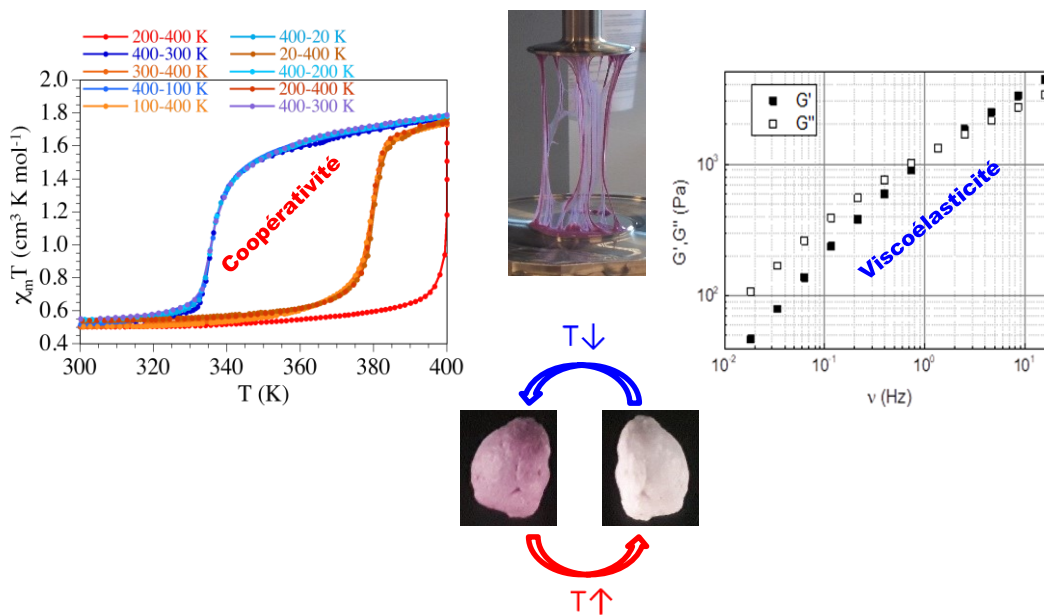 200-400 K
400-300 K
300-400 K
400-100 K
100-400 K
400-20 K
20-400 K
400-200 K
200-400 K
400-300 K
2.0
1.8
1.6
1.4
1.2
1.0
0.8
0.6
0.4
χₘT (cm³ K mol⁻¹)
Coopérativité
300 320 340 360 380 400
T (K)
G'
G''
10³
10²
G',G'' (Pa)
Viscoélasticité
10⁻² 10⁻¹ 10⁰ 10¹
ν (Hz)
T↓
T↑